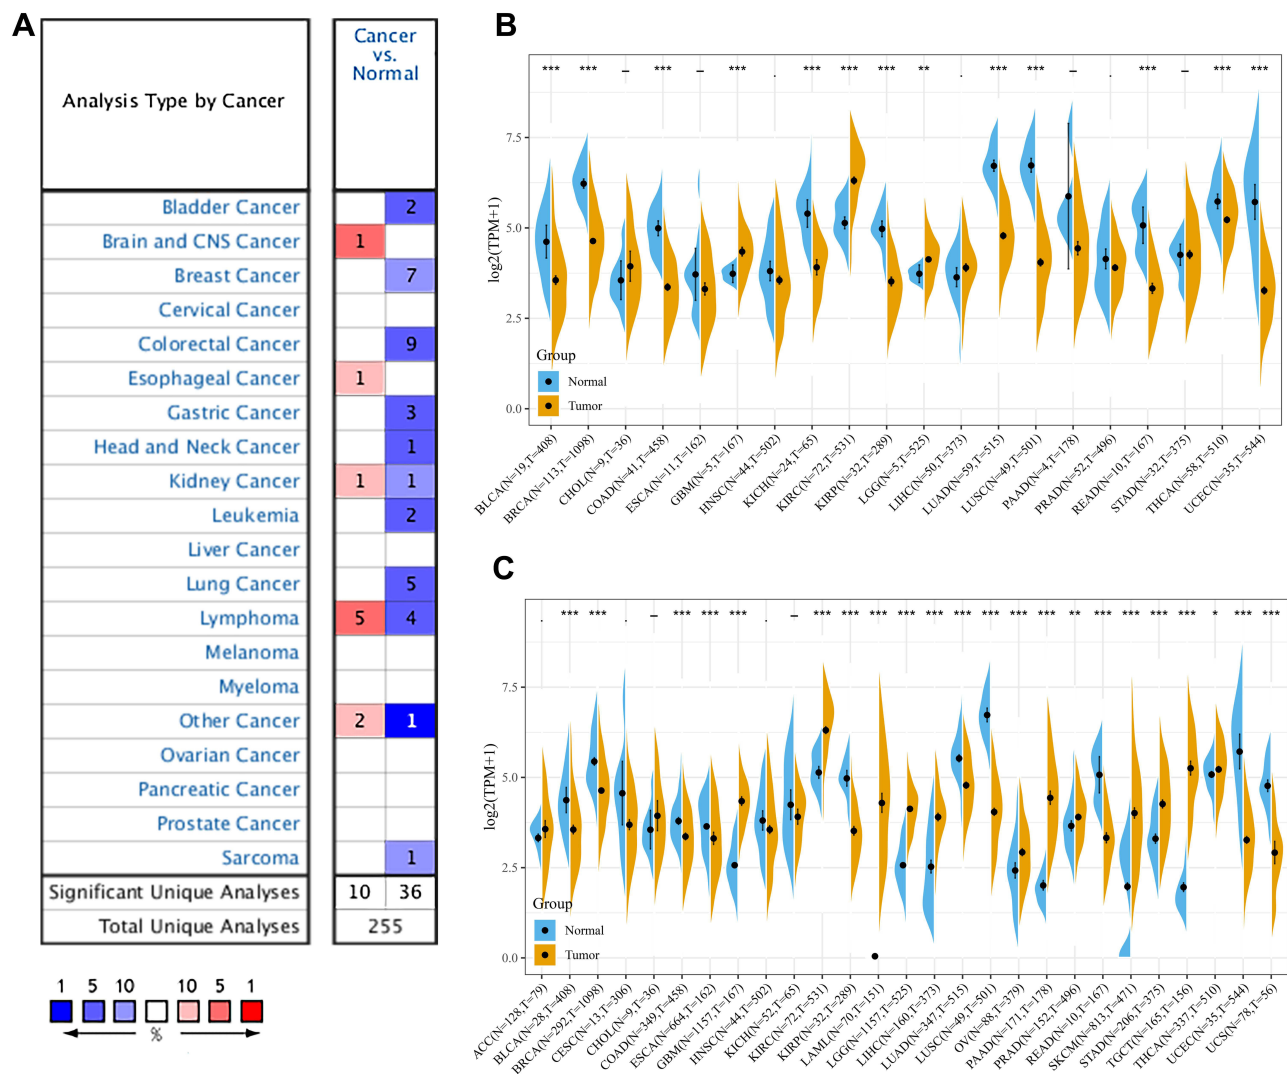 A
Analysis Type by Cancer
Cancer
vs.
Normal
Bladder Cancer 2
Brain and CNS Cancer 1
Breast Cancer 7
Cervical Cancer
Colorectal Cancer 9
Esophageal Cancer 1
Gastric Cancer 3
Head and Neck Cancer 1
Kidney Cancer 1 1
Leukemia 2
Liver Cancer
Lung Cancer 5
Lymphoma 5 4
Melanoma
Myeloma
Other Cancer 2 1
Ovarian Cancer
Pancreatic Cancer
Prostate Cancer
Sarcoma 1
Significant Unique Analyses 10 36
Total Unique Analyses 255
1 5 10 10 5 1
%
B
*** *** – *** – *** . *** *** *** ** . *** *** – . *** – *** ***
log2(TPM+1)
7.5
5.0
2.5
0.0
Group
Normal
Tumor
BLCA(N=19,T=408)
BRCA(N=113,T=1098)
CHOL(N=9,T=36)
COAD(N=41,T=458)
ESCA(N=11,T=162)
GBM(N=5,T=167)
HNSC(N=44,T=502)
KICH(N=24,T=65)
KIRC(N=72,T=531)
KIRP(N=32,T=289)
LGG(N=5,T=525)
LIHC(N=50,T=373)
LUAD(N=59,T=515)
LUSC(N=49,T=501)
PAAD(N=4,T=178)
PRAD(N=52,T=496)
READ(N=10,T=167)
STAD(N=32,T=375)
THCA(N=58,T=510)
UCEC(N=35,T=544)
C
. *** *** . – *** *** *** . – *** *** *** *** *** *** *** *** *** ** *** *** *** *** * *** ***
log2(TPM+1)
7.5
5.0
2.5
0.0
Group
Normal
Tumor
ACC(N=128,T=79)
BLCA(N=28,T=408)
BRCA(N=292,T=1098)
CESC(N=13,T=306)
CHOL(N=9,T=36)
COAD(N=349,T=458)
ESCA(N=664,T=162)
GBM(N=1157,T=167)
HNSC(N=44,T=502)
KICH(N=52,T=65)
KIRC(N=72,T=531)
KIRP(N=32,T=289)
LAML(N=70,T=151)
LGG(N=1157,T=525)
LIHC(N=160,T=373)
LUAD(N=347,T=515)
LUSC(N=49,T=501)
OV(N=88,T=379)
PAAD(N=171,T=178)
PRAD(N=152,T=496)
READ(N=10,T=167)
SKCM(N=813,T=471)
STAD(N=206,T=375)
TGCT(N=165,T=156)
THCA(N=337,T=510)
UCEC(N=35,T=544)
UCS(N=78,T=56)